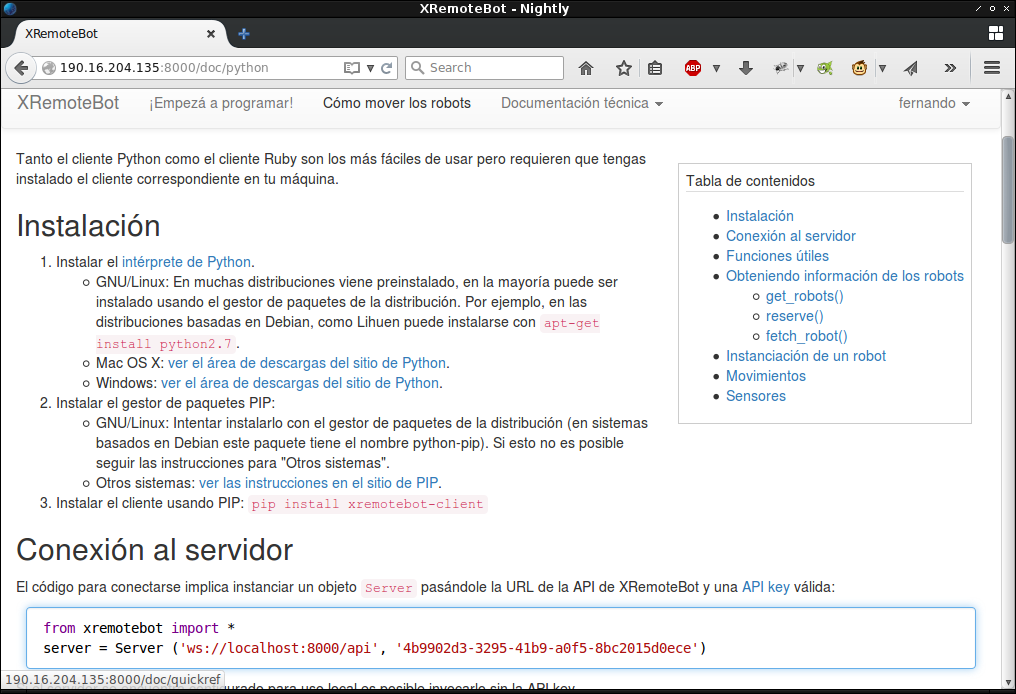 XRemoteBot - Nightly
XRemoteBot
190.16.204.135:8000/doc/python
Search
ABP
XRemoteBot ¡Empezá a programar! Cómo mover los robots Documentación técnica fernando
Tanto el cliente Python como el cliente Ruby son los más fáciles de usar pero requieren que tengas
instalado el cliente correspondiente en tu máquina.
Instalación
1. Instalar el intérprete de Python.
GNU/Linux: En muchas distribuciones viene preinstalado, en la mayoría puede ser
instalado usando el gestor de paquetes de la distribución. Por ejemplo, en las
distribuciones basadas en Debian, como Lihuen puede instalarse con apt-get
install python2.7.
Mac OS X: ver el área de descargas del sitio de Python.
Windows: ver el área de descargas del sitio de Python.
2. Instalar el gestor de paquetes PIP:
GNU/Linux: Intentar instalarlo con el gestor de paquetes de la distribución (en sistemas
basados en Debian este paquete tiene el nombre python-pip). Si esto no es posible
seguir las instrucciones para "Otros sistemas".
Otros sistemas: ver las instrucciones en el sitio de PIP.
3. Instalar el cliente usando PIP: pip install xremotebot-client
Tabla de contenidos
Instalación
Conexión al servidor
Funciones útiles
Obteniendo información de los robots
get_robots()
reserve()
fetch_robot()
Instanciación de un robot
Movimientos
Sensores
Conexión al servidor
El código para conectarse implica instanciar un objeto Server pasándole la URL de la API de XRemoteBot y una API key válida:
from xremotebot import *
server = Server ('ws://localhost:8000/api', '4b9902d3-3295-41b9-a0f5-8bc2015d0ece')
190.16.204.135:8000/doc/quickref
para uso local es posible invocarlo sin la API key